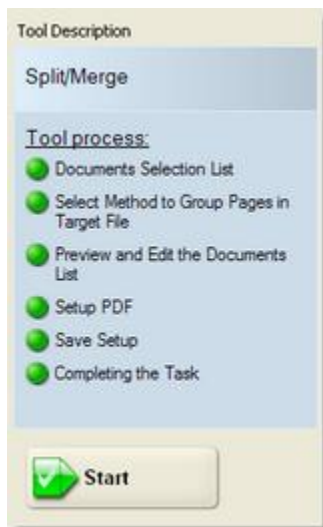 Tool Description
Split/Merge
Tool process:
Documents Selection List
Select Method to Group Pages in
Target File
Preview and Edit the Documents
List
Setup PDF
Save Setup
Completing the Task
Start